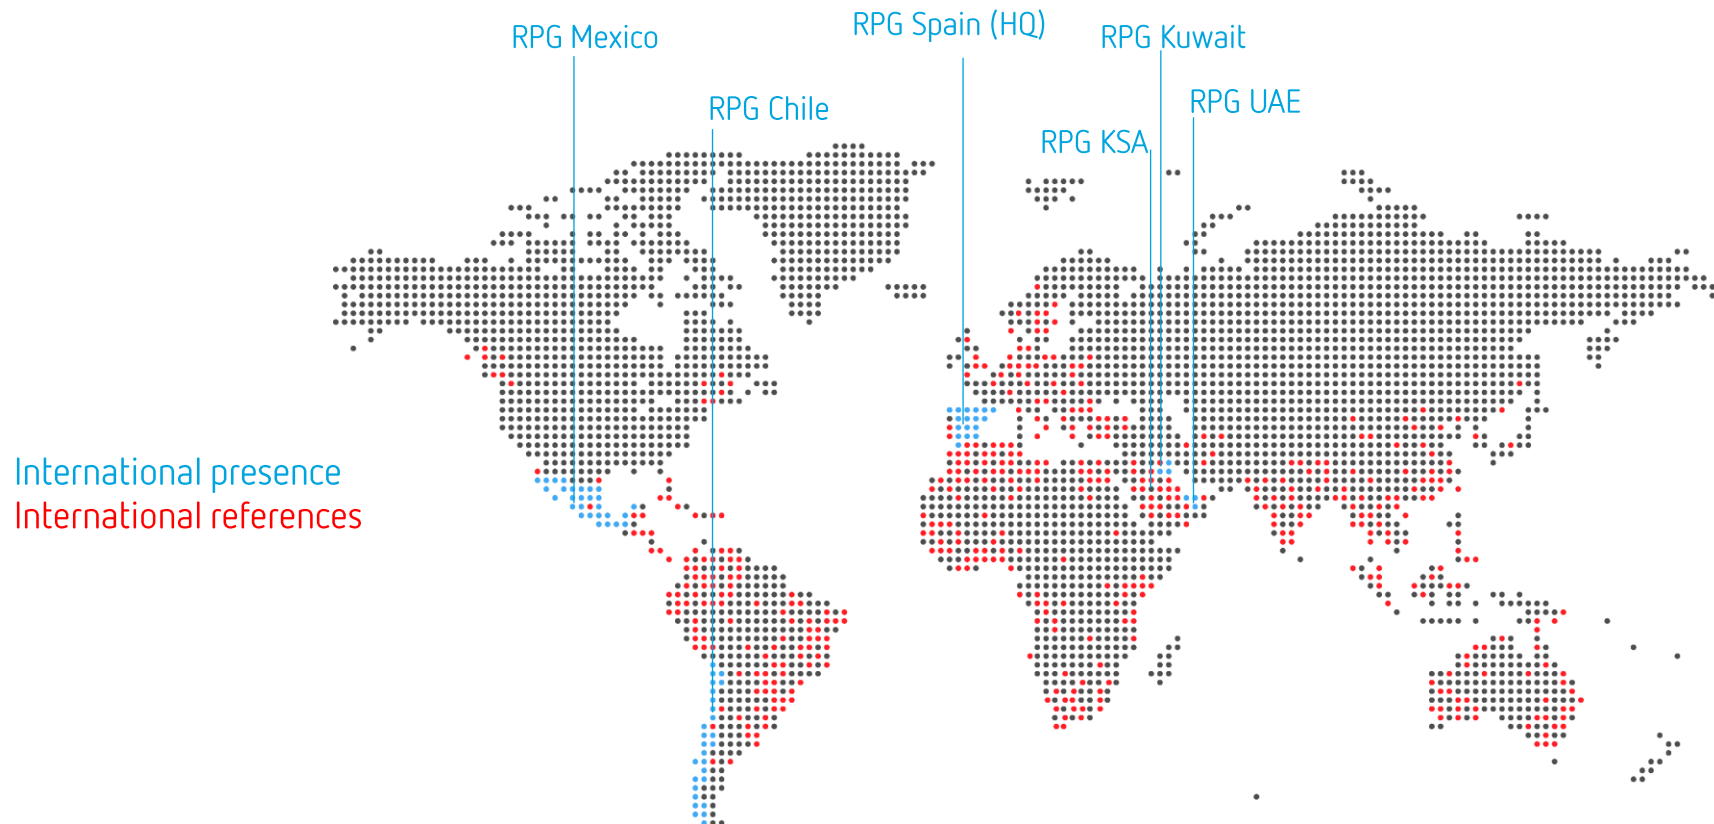 RPG Spain (HQ)
RPG Mexico
RPG Kuwait
RPG Chile
RPG UAE
RPG KSA
International presence
International references